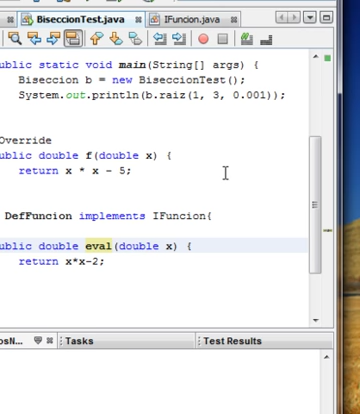 BiseccionTest.java IFuncion.java
ublic static void main(String[] args) {
Biseccion b = new BiseccionTest();
System.out.println(b.raiz(1, 3, 0.001));
Override
ublic double f(double x) {
return x * x - 5;
DefFuncion implements IFuncion{
ublic double eval(double x) {
return x*x-2;
osN... Tasks Test Results